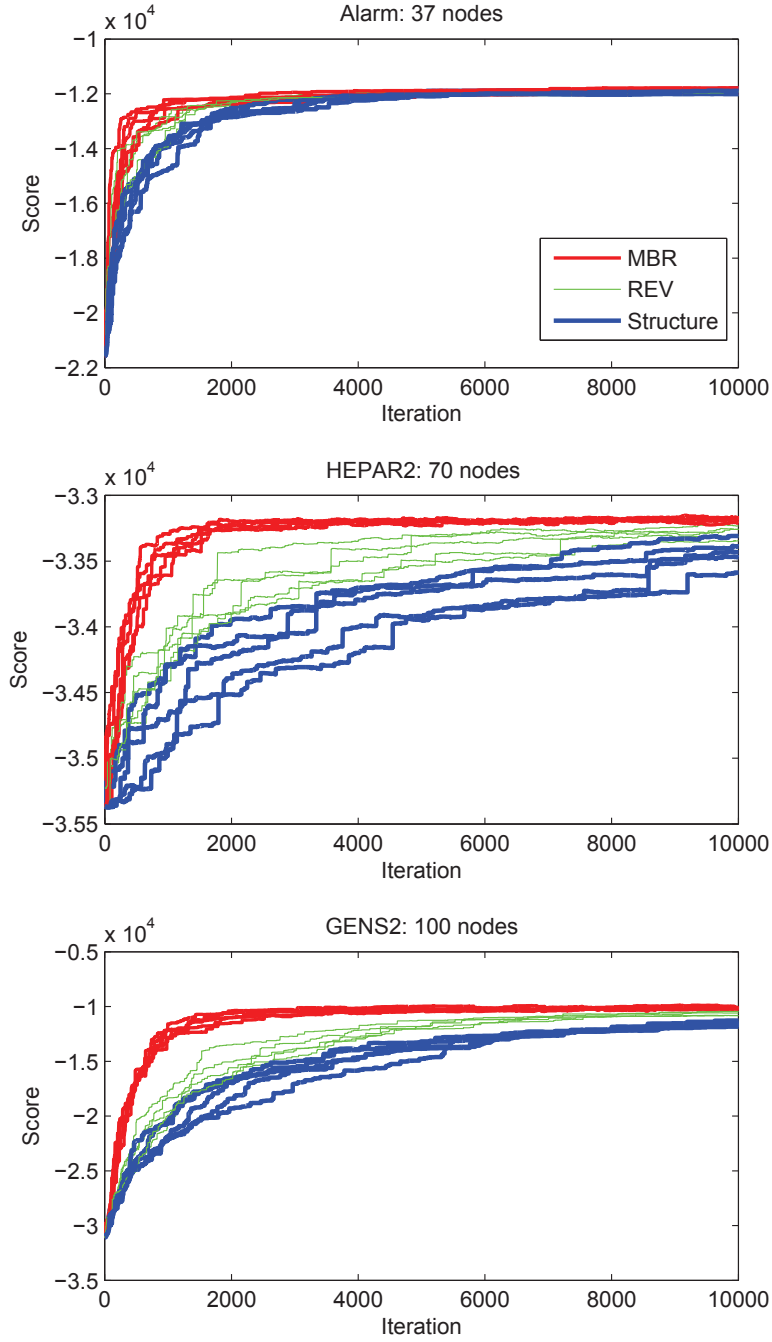 Alarm: 37 nodes
x 10^4
−1
−1.2
−1.4
−1.6
−1.8
−2
−2.2
Score
MBR
REV
Structure
0 2000 4000 6000 8000 10000
Iteration
HEPAR2: 70 nodes
x 10^4
−3.3
−3.35
−3.4
−3.45
−3.5
−3.55
Score
0 2000 4000 6000 8000 10000
Iteration
GENS2: 100 nodes
x 10^4
−0.5
−1
−1.5
−2
−2.5
−3
−3.5
Score
0 2000 4000 6000 8000 10000
Iteration